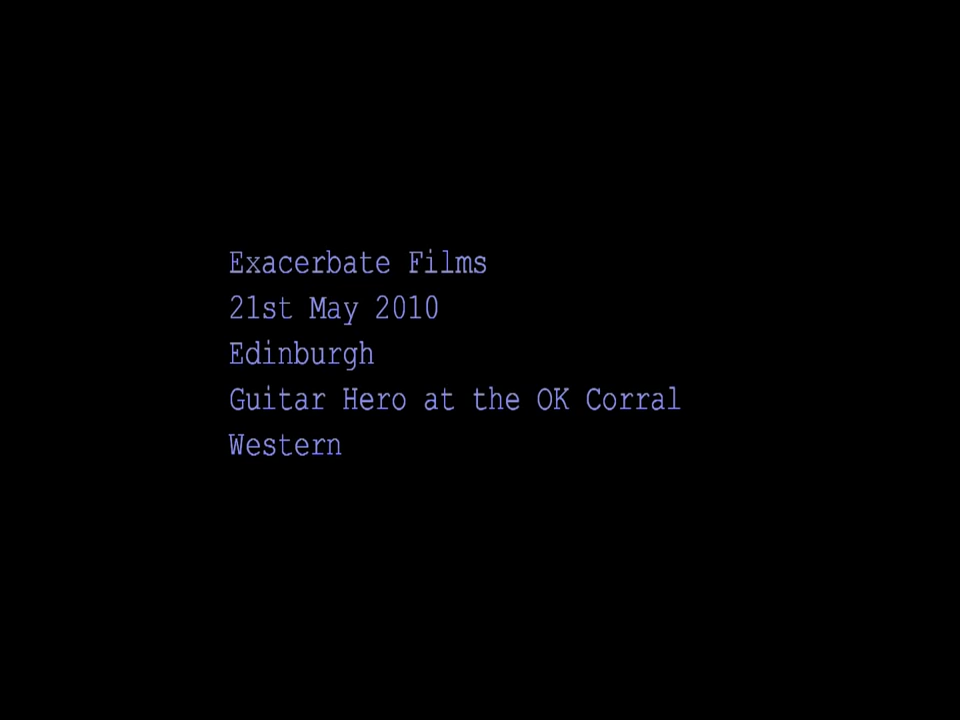 Exacerbate Films
21st May 2010
Edinburgh
Guitar Hero at the OK Corral
Western